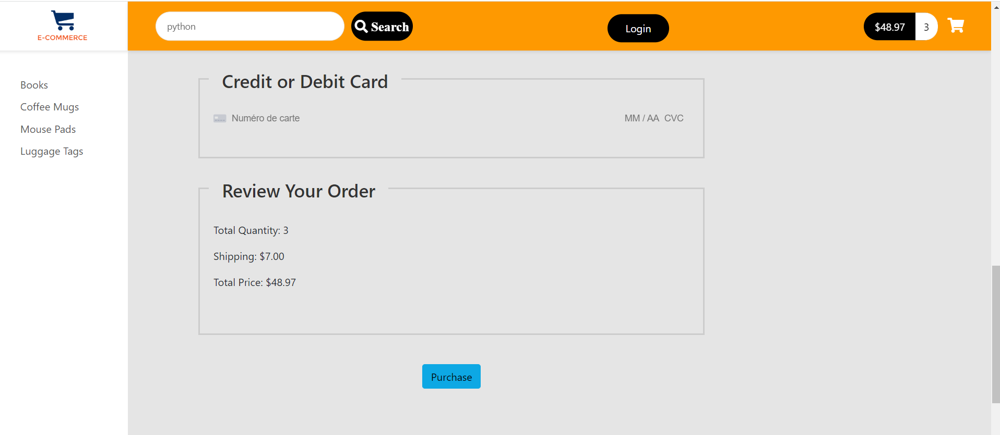 E-COMMERCE
python
Search
Login
$48.97 3
Books
Coffee Mugs
Mouse Pads
Luggage Tags
Credit or Debit Card
Numéro de carte MM / AA CVC
Review Your Order
Total Quantity: 3
Shipping: $7.00
Total Price: $48.97
Purchase